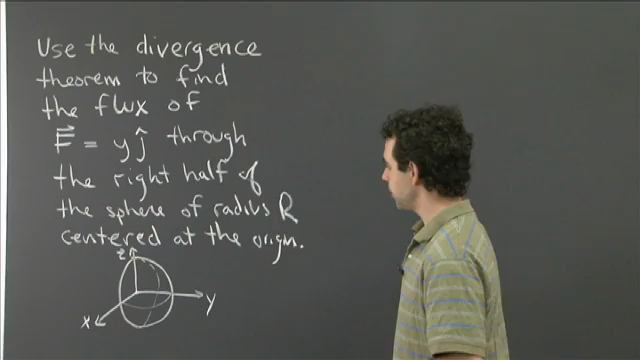 Use the divergence
theorem to find
the flux of
F⃗ = y ĵ through
the right half of
the sphere of radius R
centered at the origin.
z
y
x